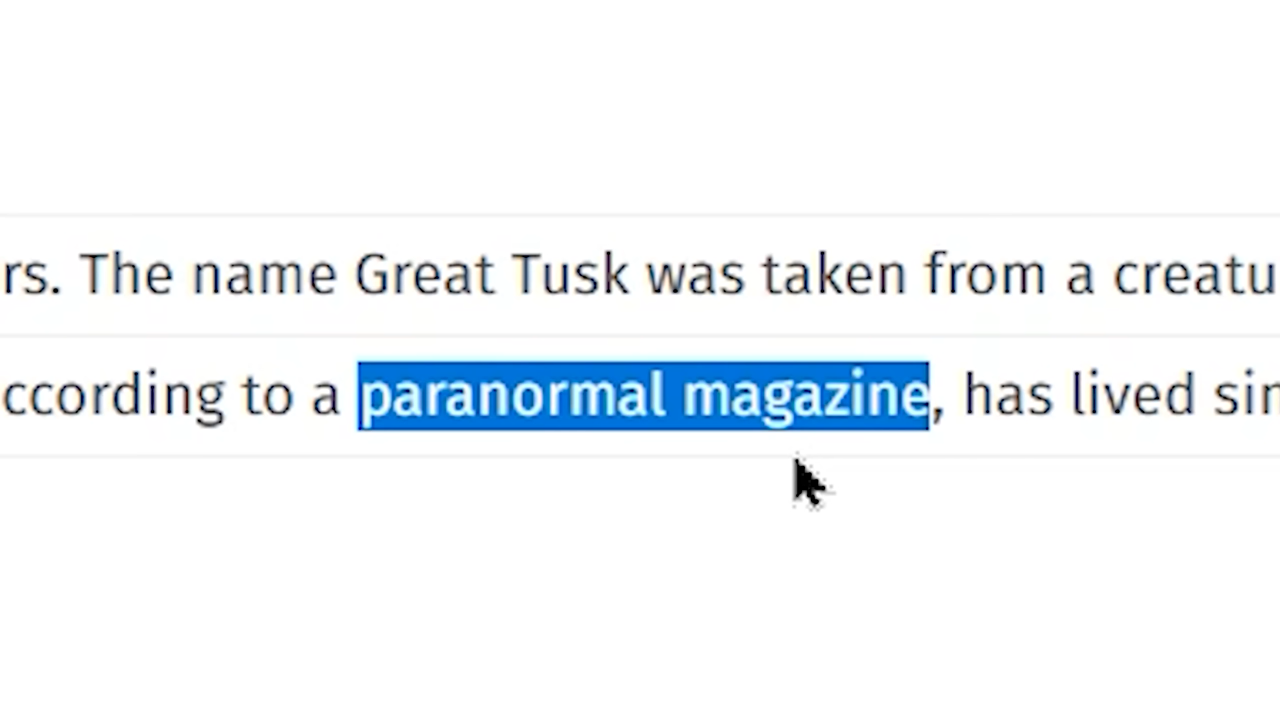 rs. The name Great Tusk was taken from a creatu
ccording to a paranormal magazine, has lived sin